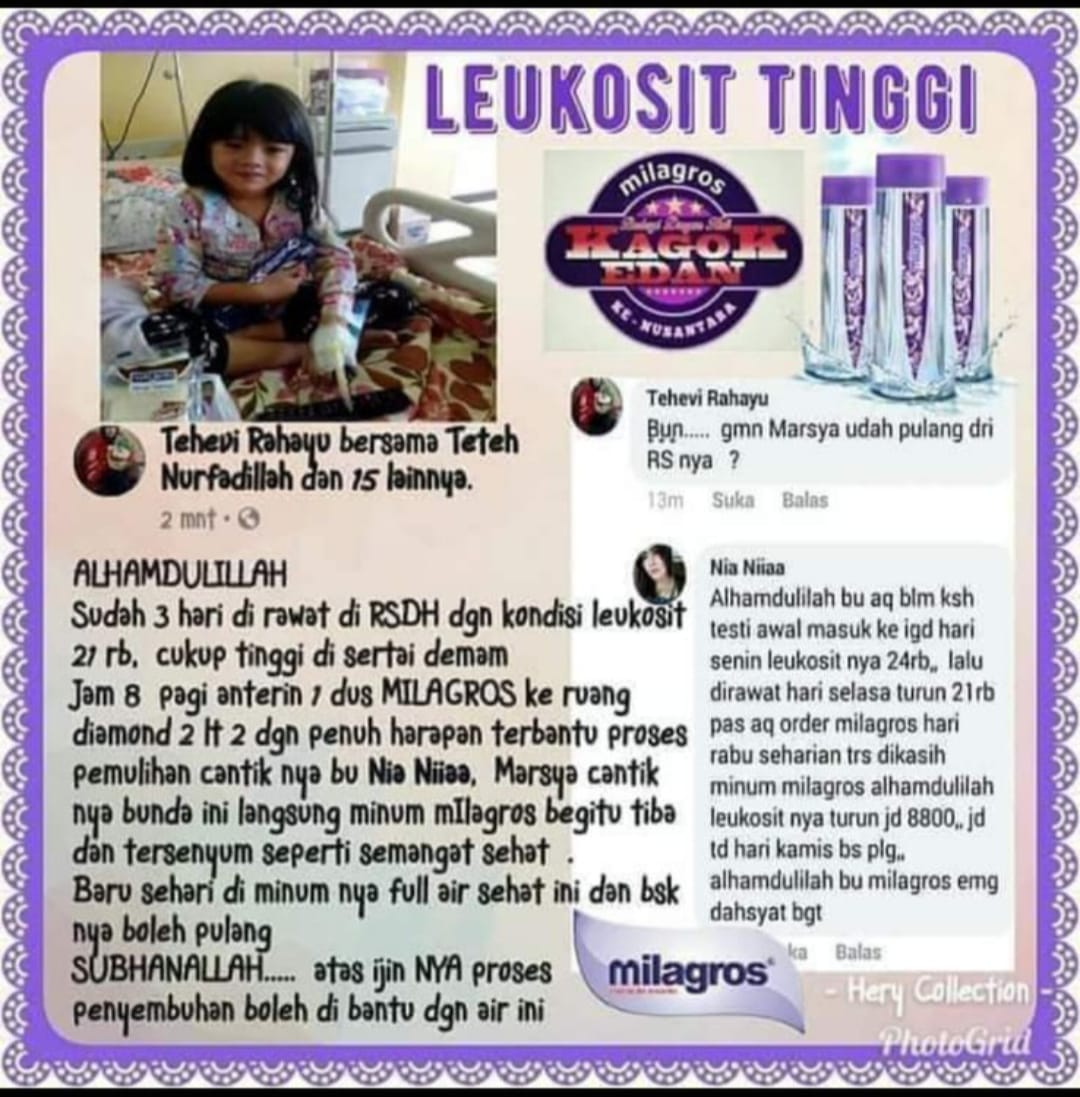 LEUKOSIT TINGGI
milagros
KAGOK
EDAN
KE - NUSANTARA
Tehevi Rahayu bersama Teteh
Nurfadillah dan 15 lainnya.
2 mnt ·
ALHAMDULILLAH
Sudah 3 hari di rawat di RSDH dgn kondisi leukosit
21 rb, cukup tinggi di sertai demam
Jam 8 pagi anterin 1 dus MILAGROS ke ruang
diamond 2 lt 2 dgn penuh harapan terbantu proses
pemulihan cantik nya bu Nia Niiaa, Marsya cantik
nya bunda ini langsung minum mIlagros begitu tiba
dan tersenyum seperti semangat sehat .
Baru sehari di minum nya full air sehat ini dan bsk
nya boleh pulang
SUBHANALLAH..... atas ijin NYA proses
penyembuhan boleh di bantu dgn air ini
Tehevi Rahayu
Bun..... gmn Marsya udah pulang dri
RS nya ?
13m Suka Balas
Nia Niiaa
Alhamdulilah bu aq blm ksh
testi awal masuk ke igd hari
senin leukosit nya 24rb,, lalu
dirawat hari selasa turun 21rb
pas aq order milagros hari
rabu seharian trs dikasih
minum milagros alhamdulilah
leukosit nya turun jd 8800,, jd
td hari kamis bs plg,,
alhamdulilah bu milagros emg
dahsyat bgt
ka Balas
milagros
- Hery Collection -
PhotoGrid